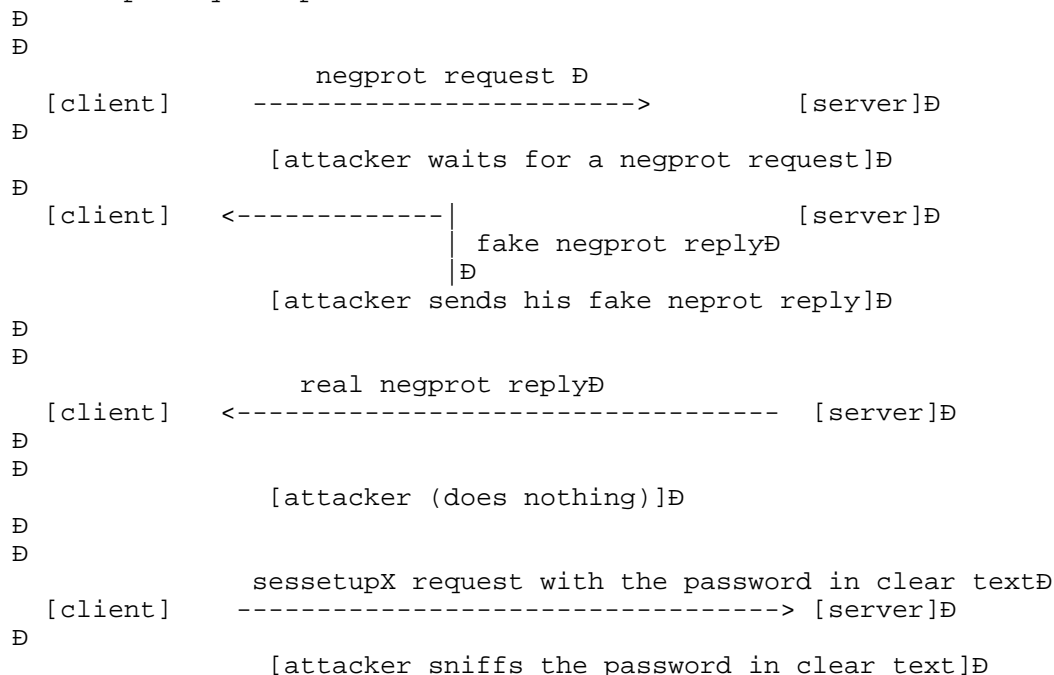 Đ
Đ
negprot request Đ
[client] ------------------------> [server]Đ
Đ
[attacker waits for a negprot request]Đ
Đ
[client] <-------------| [server]Đ
| fake negprot replyĐ
|Đ
[attacker sends his fake neprot reply]Đ
Đ
Đ
real negprot replyĐ
[client] <---------------------------------- [server]Đ
Đ
Đ
[attacker (does nothing)]Đ
Đ
Đ
sessetupX request with the password in clear textĐ
[client] ----------------------------------> [server]Đ
Đ
[attacker sniffs the password in clear text]Đ